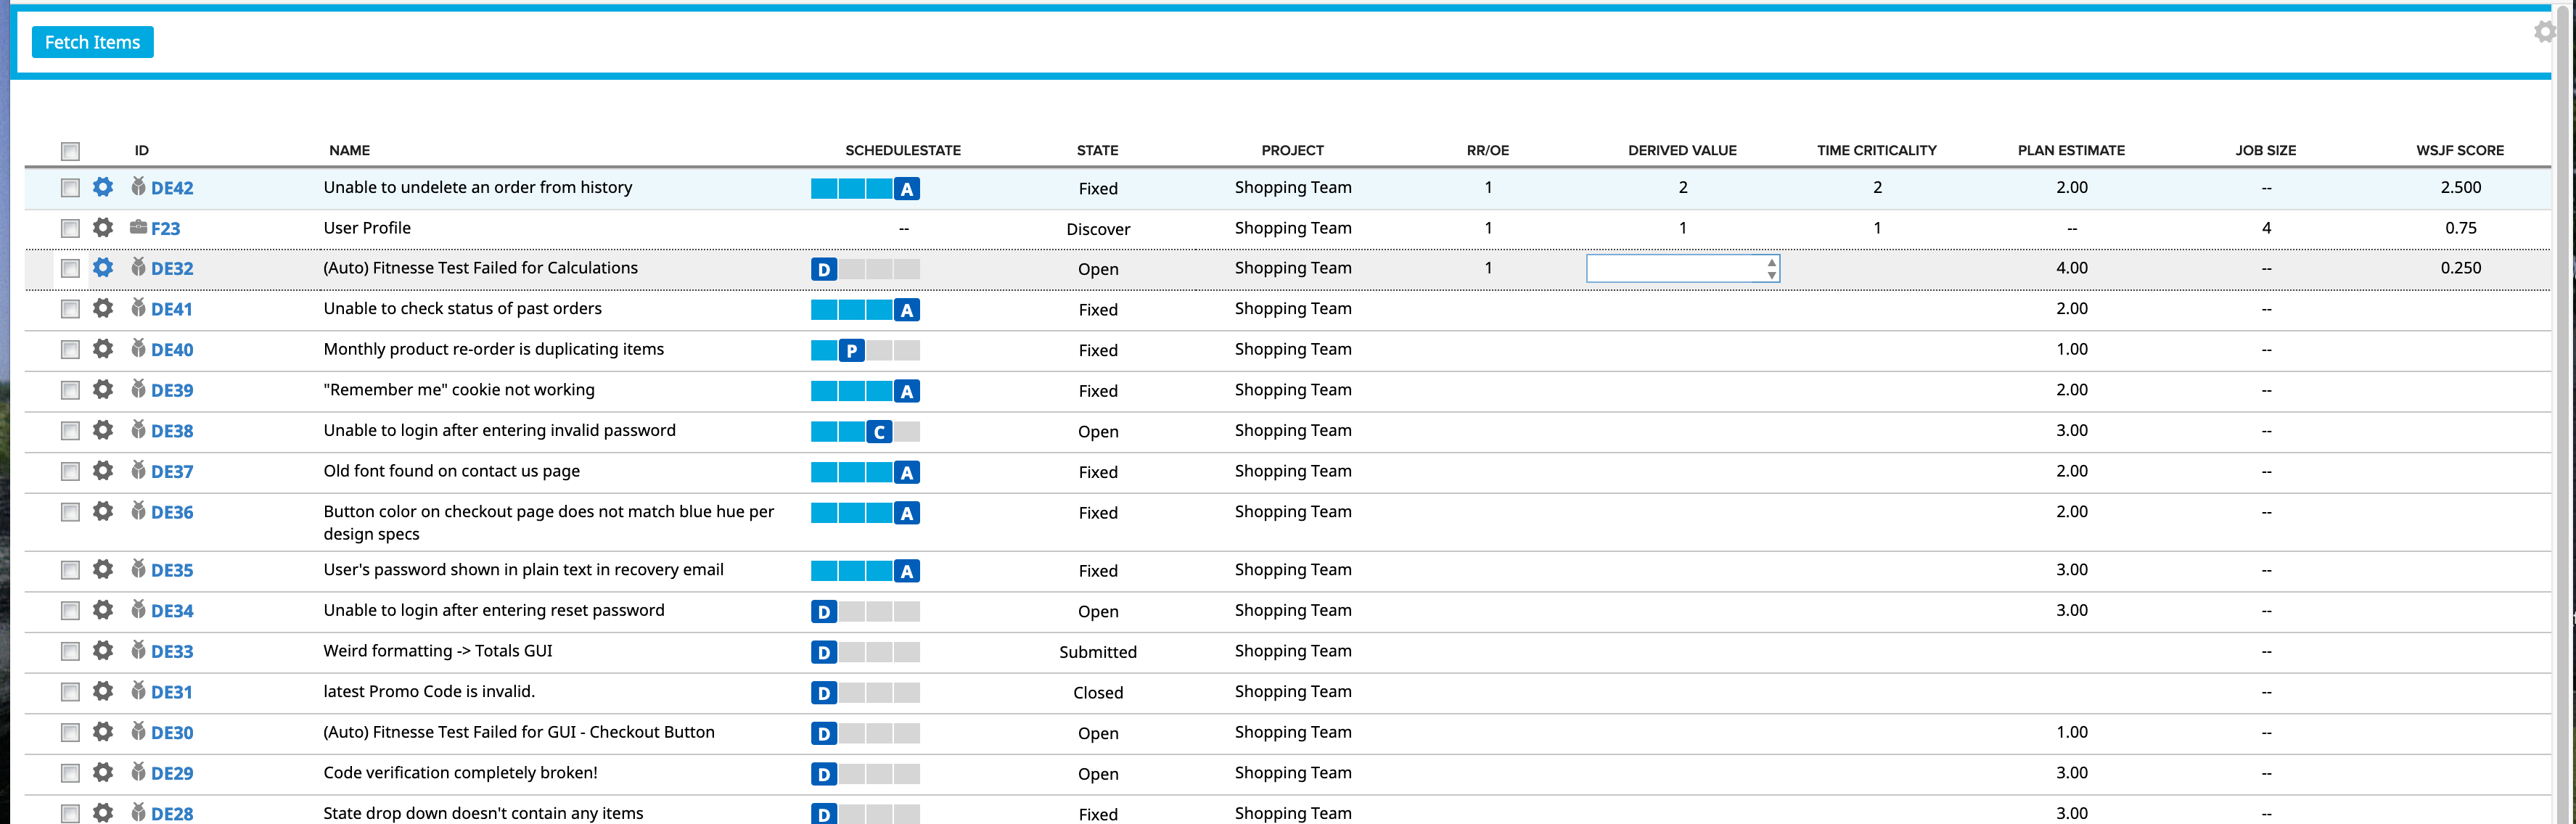 Fetch Items
ID NAME SCHEDULESTATE STATE PROJECT RR/OE DERIVED VALUE TIME CRITICALITY PLAN ESTIMATE JOB SIZE WSJF SCORE
DE42 Unable to undelete an order from history A Fixed Shopping Team 1 2 2 2.00 -- 2.500
F23 User Profile -- Discover Shopping Team 1 1 1 -- 4 0.75
DE32 (Auto) Fitnesse Test Failed for Calculations D Open Shopping Team 1 4.00 -- 0.250
DE41 Unable to check status of past orders A Fixed Shopping Team 2.00 --
DE40 Monthly product re-order is duplicating items P Fixed Shopping Team 1.00 --
DE39 "Remember me" cookie not working A Fixed Shopping Team 2.00 --
DE38 Unable to login after entering invalid password C Open Shopping Team 3.00 --
DE37 Old font found on contact us page A Fixed Shopping Team 2.00 --
DE36 Button color on checkout page does not match blue hue per A Fixed Shopping Team 2.00 --
design specs
DE35 User's password shown in plain text in recovery email A Fixed Shopping Team 3.00 --
DE34 Unable to login after entering reset password D Open Shopping Team 3.00 --
DE33 Weird formatting -> Totals GUI D Submitted Shopping Team --
DE31 latest Promo Code is invalid. D Closed Shopping Team --
DE30 (Auto) Fitnesse Test Failed for GUI - Checkout Button D Open Shopping Team 1.00 --
DE29 Code verification completely broken! D Open Shopping Team 3.00 --
DE28 State drop down doesn't contain any items D Fixed Shopping Team 3.00 --